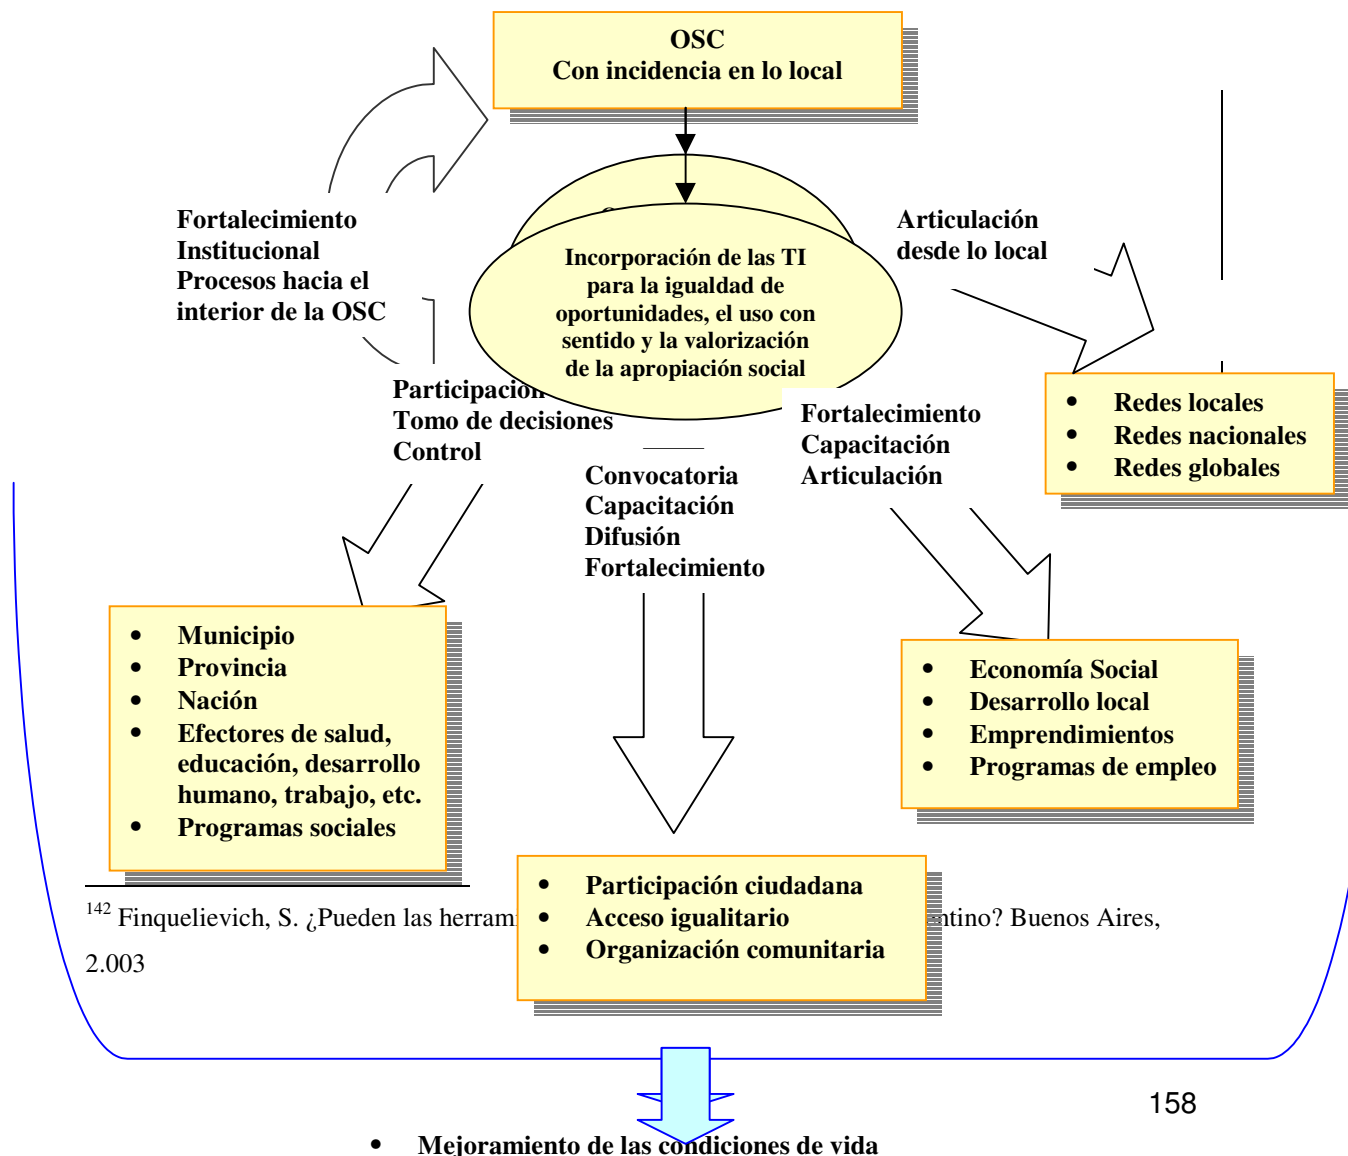 OSC
Con incidencia en lo local
Fortalecimiento
Institucional
Procesos hacia el
interior de la OSC
Incorporación de las TI
para la igualdad de
oportunidades, el uso con
sentido y la valorización
de la apropiación social
Articulación
desde lo local
• Redes locales
• Redes nacionales
• Redes globales
Participación
Tomo de decisiones
Control
Convocatoria
Capacitación
Difusión
Fortalecimiento
Fortalecimiento
Capacitación
Articulación
• Municipio
• Provincia
• Nación
• Efectores de salud,
educación, desarrollo
humano, trabajo, etc.
• Programas sociales
• Economía Social
• Desarrollo local
• Emprendimientos
• Programas de empleo
• Participación ciudadana
• Acceso igualitario
• Organización comunitaria
142 Finquelievich, S. ¿Pueden las ntino? Buenos Aires,
2.003
158
• Mejoramiento de las condiciones de vida